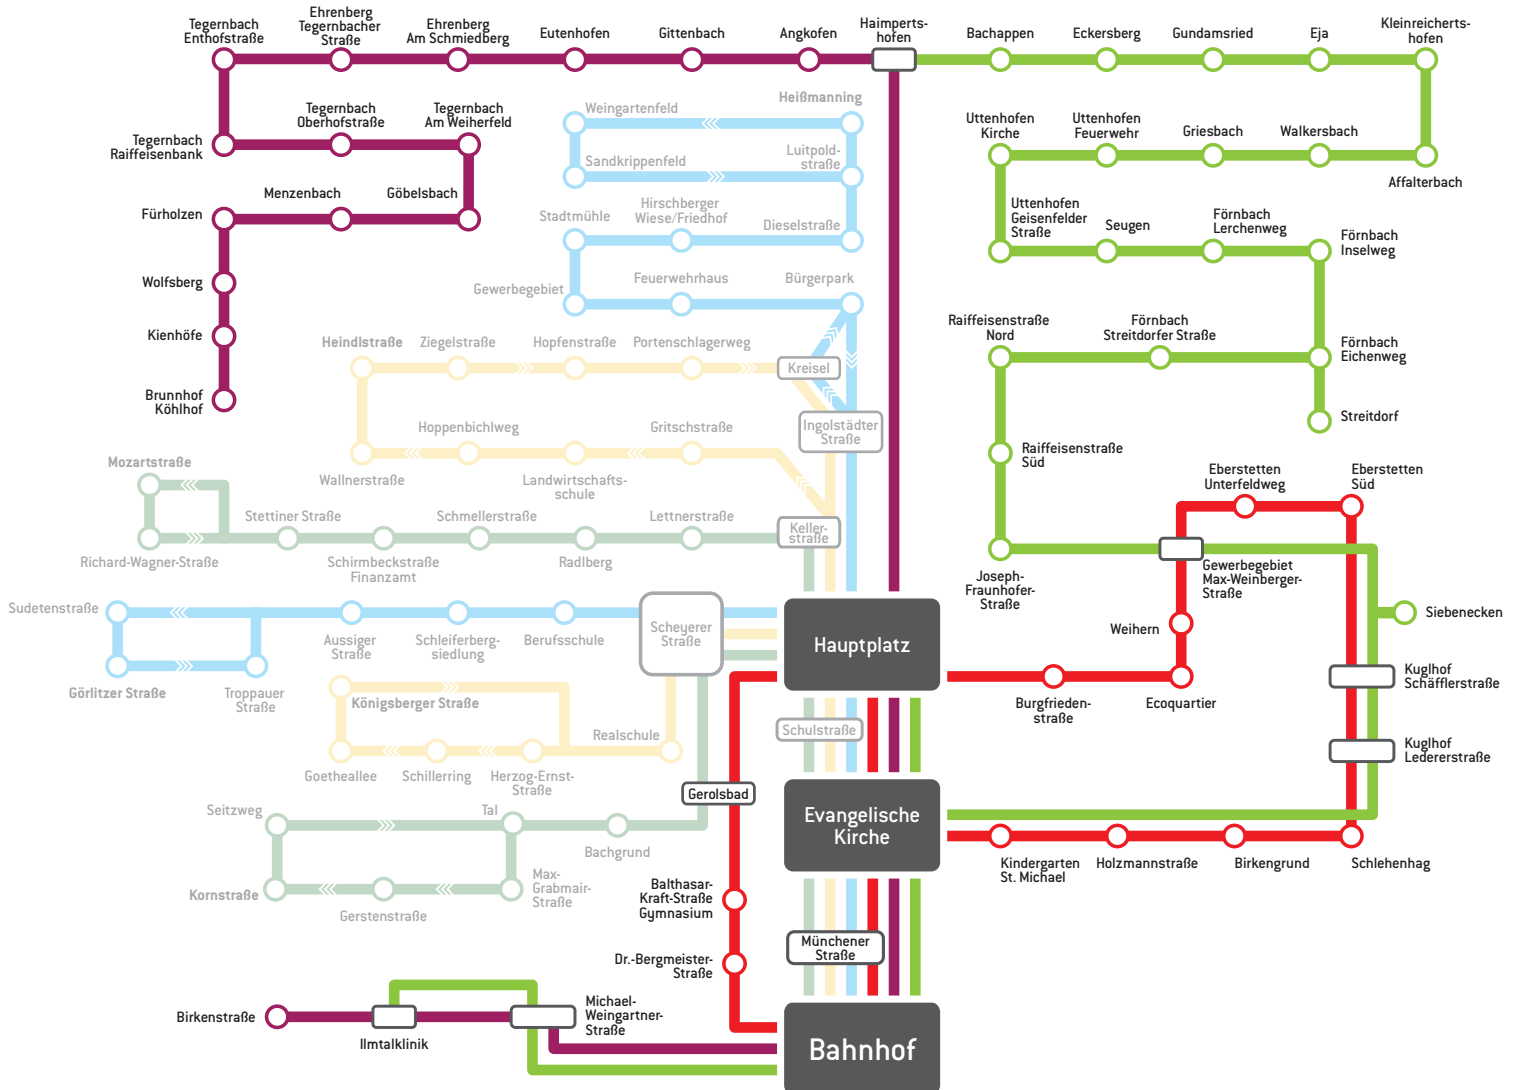 Tegernbach
Enthofstraße
Ehrenberg
Tegernbacher
Straße
Ehrenberg
Am Schmiedberg
Eutenhofen
Gittenbach
Angkofen
Haimperts-
hofen
Bachappen
Eckersberg
Gundamsried
Eja
Kleinreicherts-
hofen
Tegernbach
Raiffeisenbank
Tegernbach
Oberhofstraße
Tegernbach
Am Weiherfeld
Weingartenfeld
Heißmanning
Sandkrippenfeld
Luitpold-
straße
Uttenhofen
Kirche
Uttenhofen
Feuerwehr
Griesbach
Walkersbach
Affalterbach
Fürholzen
Menzenbach
Göbelsbach
Stadtmühle
Hirschberger
Wiese/Friedhof
Dieselstraße
Uttenhofen
Geisenfelder
Straße
Seugen
Förnbach
Lerchenweg
Förnbach
Inselweg
Wolfsberg
Gewerbegebiet
Feuerwehrhaus
Bürgerpark
Kienhöfe
Heindlstraße
Ziegelstraße
Hopfenstraße
Portenschlagerweg
Kreisel
Raiffeisenstraße
Nord
Förnbach
Streitdorfer Straße
Förnbach
Eichenweg
Brunnhof
Köhlhof
Streitdorf
Hoppenbichlweg
Gritschstraße
Ingolstädter
Straße
Wallnerstraße
Landwirtschafts-
schule
Raiffeisenstraße
Süd
Mozartstraße
Eberstetten
Unterfeldweg
Eberstetten
Süd
Stettiner Straße
Schmellerstraße
Lettnerstraße
Keller-
straße
Richard-Wagner-Straße
Schirmbeckstraße
Finanzamt
Radlberg
Joseph-
Fraunhofer-
Straße
Gewerbegebiet
Max-Weinberger-
Straße
Sudetenstraße
Aussiger
Straße
Schleiferberg-
siedlung
Berufsschule
Scheyerer
Straße
Hauptplatz
Weihern
Siebenecken
Görlitzer Straße
Troppauer
Straße
Königsberger Straße
Burgfrieden-
straße
Ecoquartier
Kuglhof
Schäfflerstraße
Realschule
Schulstraße
Goetheallee
Schillerring
Herzog-Ernst-
Straße
Kuglhof
Ledererstraße
Gerolsbad
Seitzweg
Tal
Bachgrund
Evangelische
Kirche
Kindergarten
St. Michael
Holzmannstraße
Birkengrund
Schlehenhag
Kornstraße
Gerstenstraße
Max-
Grabmair-
Straße
Balthasar-
Kraft-Straße
Gymnasium
Dr.-Bergmeister-
Straße
Münchener
Straße
Birkenstraße
Ilmtalklinik
Michael-
Weingartner-
Straße
Bahnhof